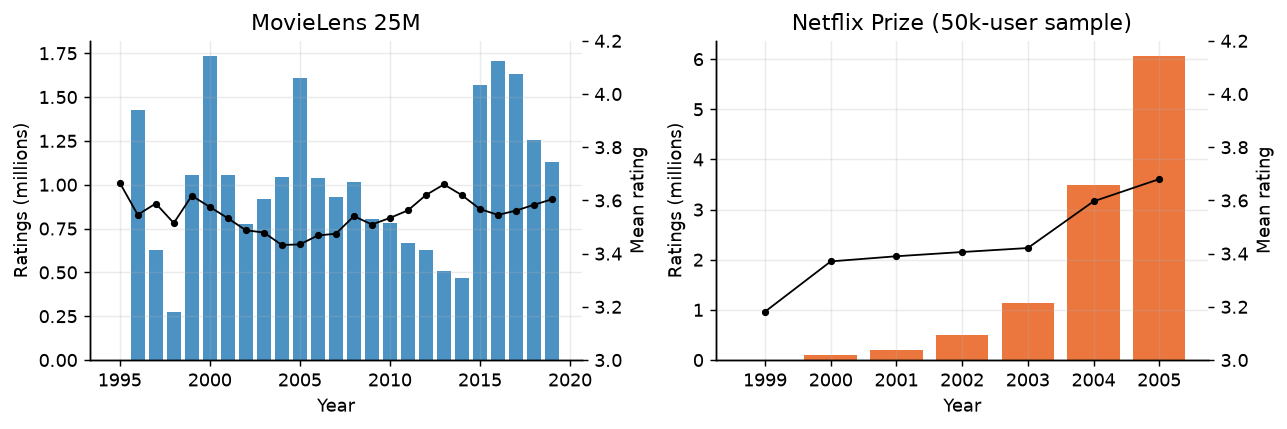 MovieLens 25M
Ratings (millions)
1.75
1.50
1.25
1.00
0.75
0.50
0.25
0.00
4.2
4.0
3.8
3.6
3.4
3.2
3.0
Mean rating
1995 2000 2005 2010 2015 2020
Year
Netflix Prize (50k-user sample)
Ratings (millions)
6
5
4
3
2
1
0
4.2
4.0
3.8
3.6
3.4
3.2
3.0
Mean rating
1999 2000 2001 2002 2003 2004 2005
Year